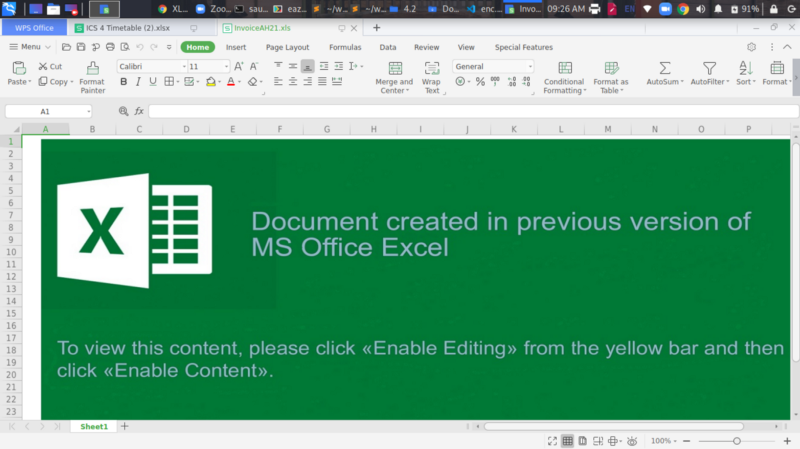 XL... Zoo... sau... eaz... ~/w... ~/w... 4.2 Do... enc... Invo... 09:26 AM EN 91%
WPS Office ICS 4 Timetable (2).xlsx InvoiceAH21.xls
Menu Home Insert Page Layout Formulas Data Review View Special Features
Paste Cut Copy Format Painter Calibri 11 General
B I U A
Merge and Center Wrap Text % 000 Conditional Formatting Format as Table AutoSum AutoFilter Sort Format
A1 fx
A B C D E F G H I J K L M N O P
1
2
3
4
5
6
7
8
9
10
11
12
13
14
15
16
17
18
19
20
21
22
23
X
Document created in previous version of
MS Office Excel
To view this content, please click «Enable Editing» from the yellow bar and then
click «Enable Content».
Sheet1
100%